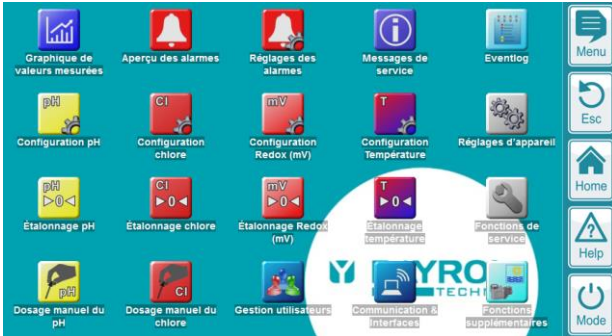 Graphique de
valeurs mesurées
Aperçu des alarmes
Réglages des
alarmes
Messages de
service
Eventlog
Menu
pH
Configuration pH
Cl
Configuration
chlore
mV
Configuration
Redox (mV)
T
Configuration
Température
Réglages d'appareil
Esc
Home
pH
▷0◁
Étalonnage pH
Cl
▷0◁
Étalonnage chlore
mV
▷0◁
Étalonnage Redox
(mV)
T
▷0◁
Étalonnage
température
Fonctions de
service
Help
pH
Dosage manuel du
pH
Cl
Dosage manuel du
chlore
Gestion utilisateurs
Communication &
Interfaces
Fonctions
supplémentaires
Mode